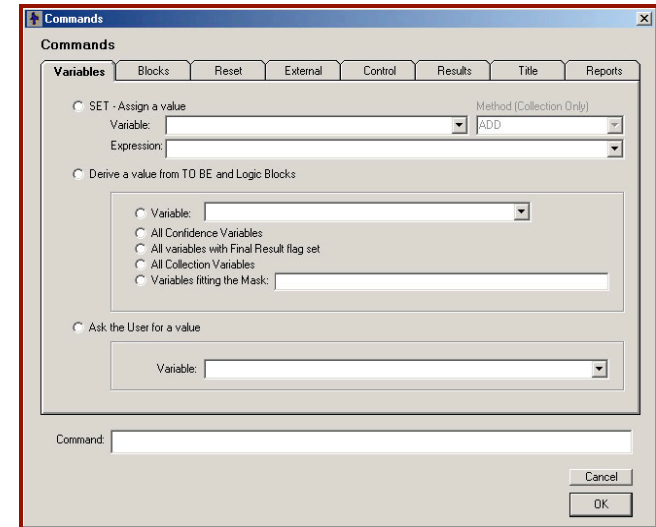 Commands
Commands
Variables Blocks Reset External Control Results Title Reports
SET - Assign a value Method (Collection Only)
Variable: ADD
Expression:
Derive a value from TO BE and Logic Blocks
Variable:
All Confidence Variables
All variables with Final Result flag set
All Collection Variables
Variables fitting the Mask:
Ask the User for a value
Variable:
Command:
Cancel
OK